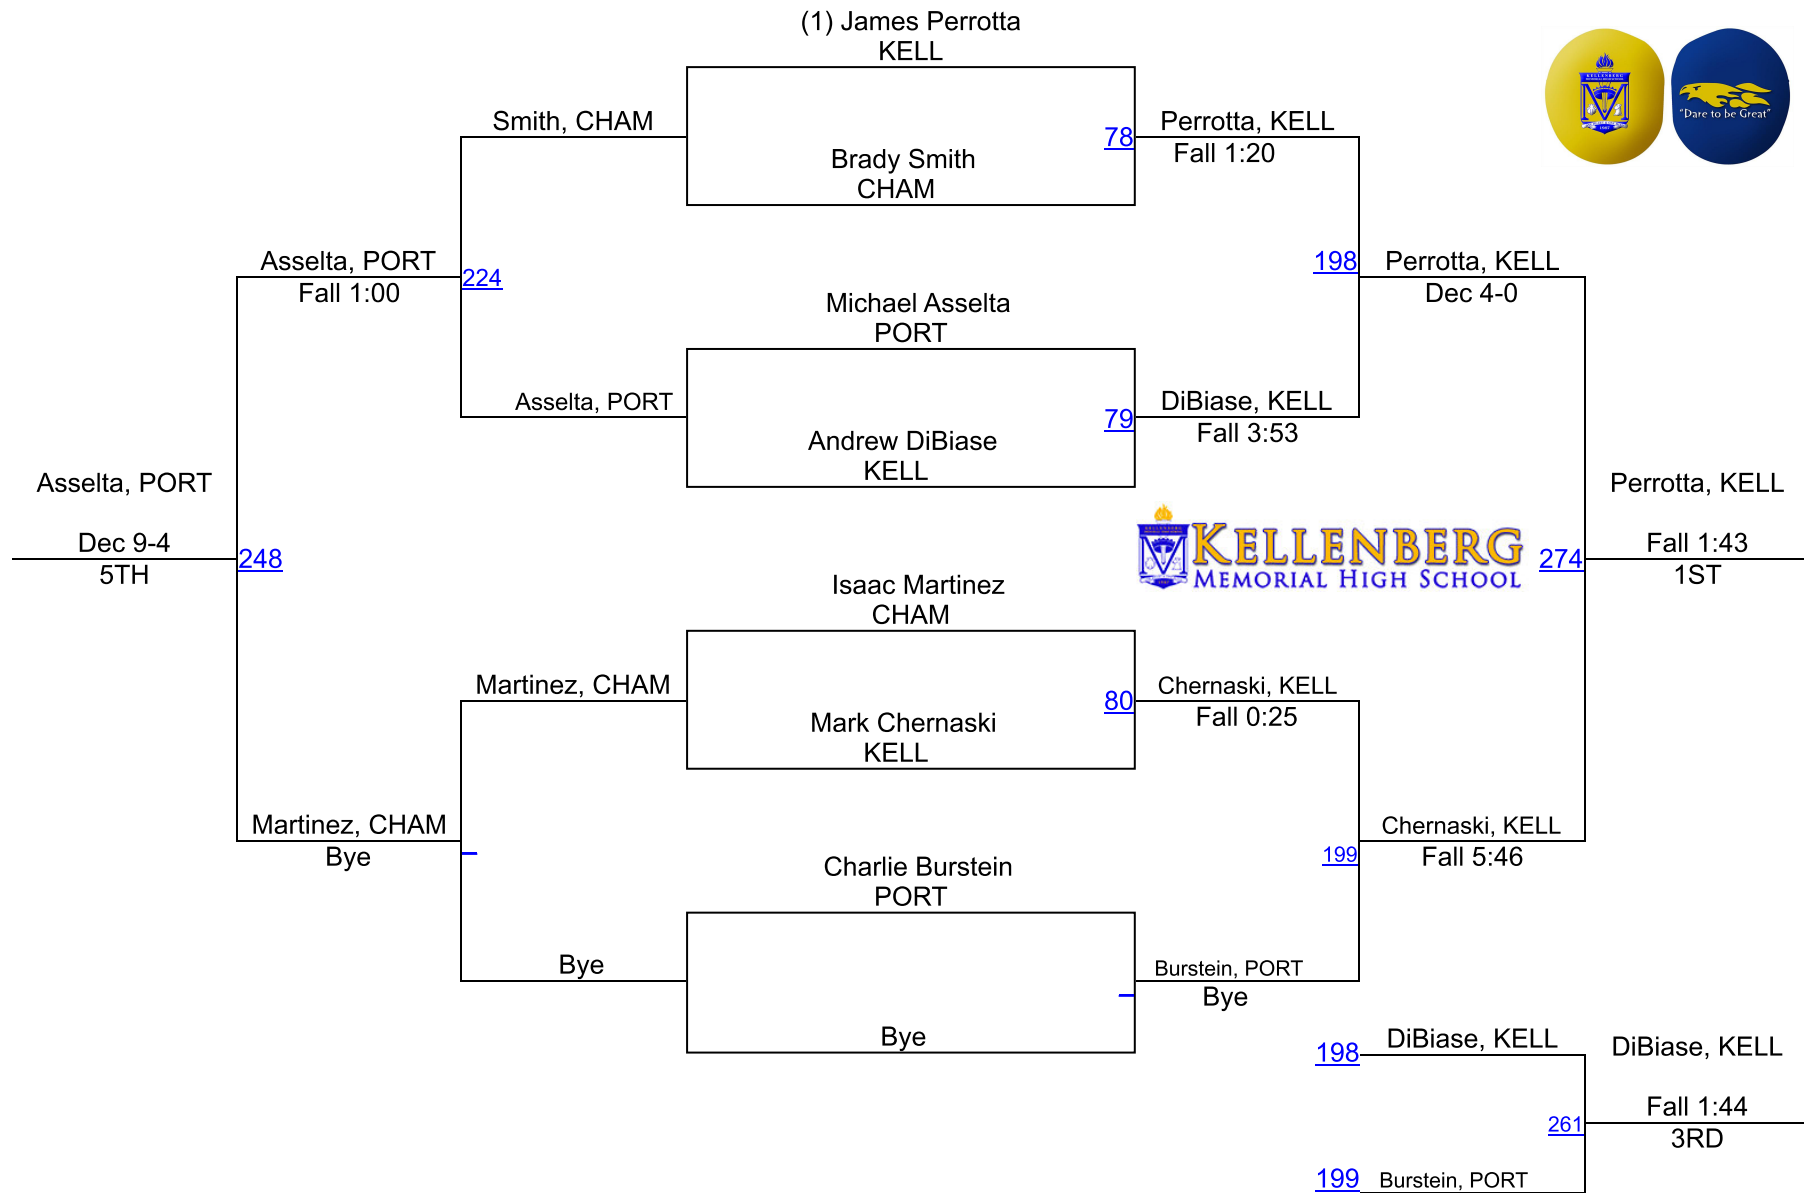 (1) James Perrotta
KELL
Smith, CHAM
78
Perrotta, KELL
Fall 1:20
Brady Smith
CHAM
"Dare to be Great"
Asselta, PORT
Fall 1:00
224
198
Perrotta, KELL
Dec 4-0
Michael Asselta
PORT
Asselta, PORT
79
DiBiase, KELL
Fall 3:53
Andrew DiBiase
KELL
Asselta, PORT
Dec 9-4
5TH
248
KELLENBERG
MEMORIAL HIGH SCHOOL
274
Perrotta, KELL
Fall 1:43
1ST
Isaac Martinez
CHAM
Martinez, CHAM
80
Chernaski, KELL
Fall 0:25
Mark Chernaski
KELL
Martinez, CHAM
Bye
199
Chernaski, KELL
Fall 5:46
Charlie Burstein
PORT
Bye
Burstein, PORT
Bye
Bye
198
DiBiase, KELL
DiBiase, KELL
261
Fall 1:44
3RD
199
Burstein, PORT